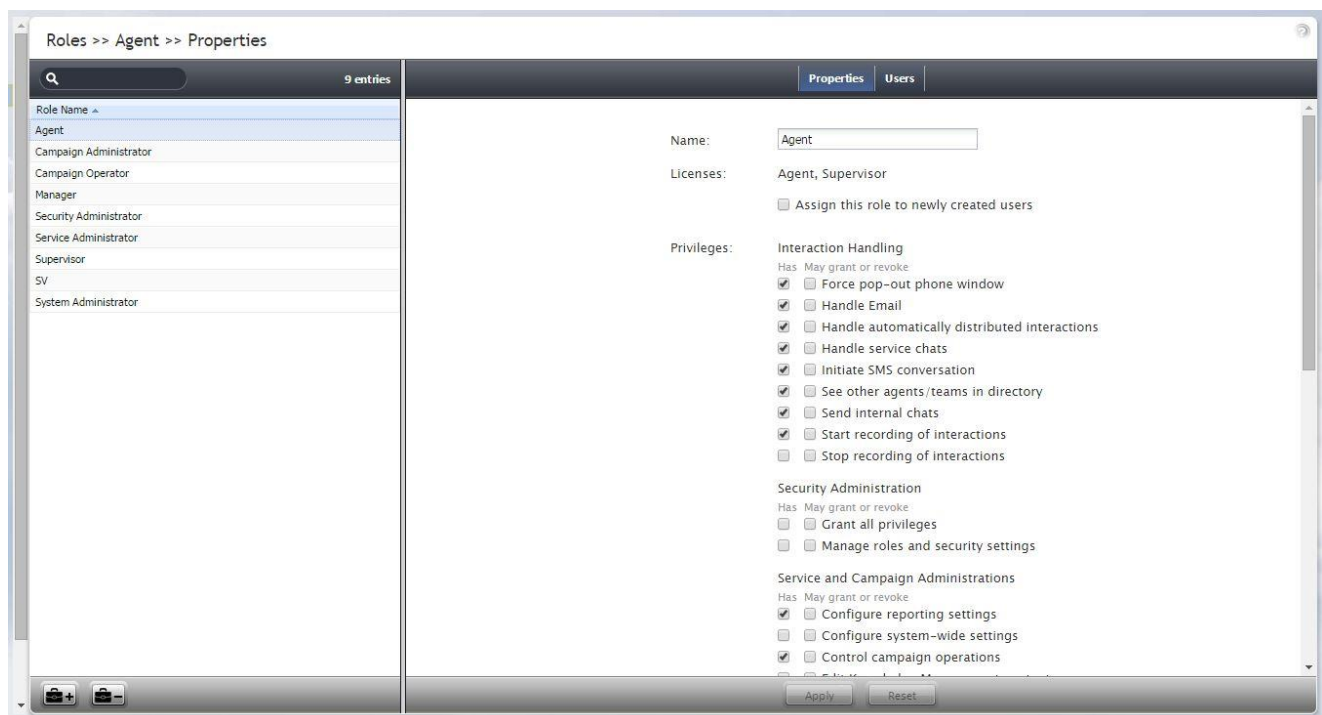 Roles >> Agent >> Properties
9 entries
Properties Users
Role Name
Agent
Campaign Administrator
Campaign Operator
Manager
Security Administrator
Service Administrator
Supervisor
SV
System Administrator
Name: Agent
Licenses: Agent, Supervisor
Assign this role to newly created users
Privileges: Interaction Handling
Has May grant or revoke
Force pop-out phone window
Handle Email
Handle automatically distributed interactions
Handle service chats
Initiate SMS conversation
See other agents/teams in directory
Send internal chats
Start recording of interactions
Stop recording of interactions
Security Administration
Has May grant or revoke
Grant all privileges
Manage roles and security settings
Service and Campaign Administrations
Has May grant or revoke
Configure reporting settings
Configure system-wide settings
Control campaign operations
Apply Reset